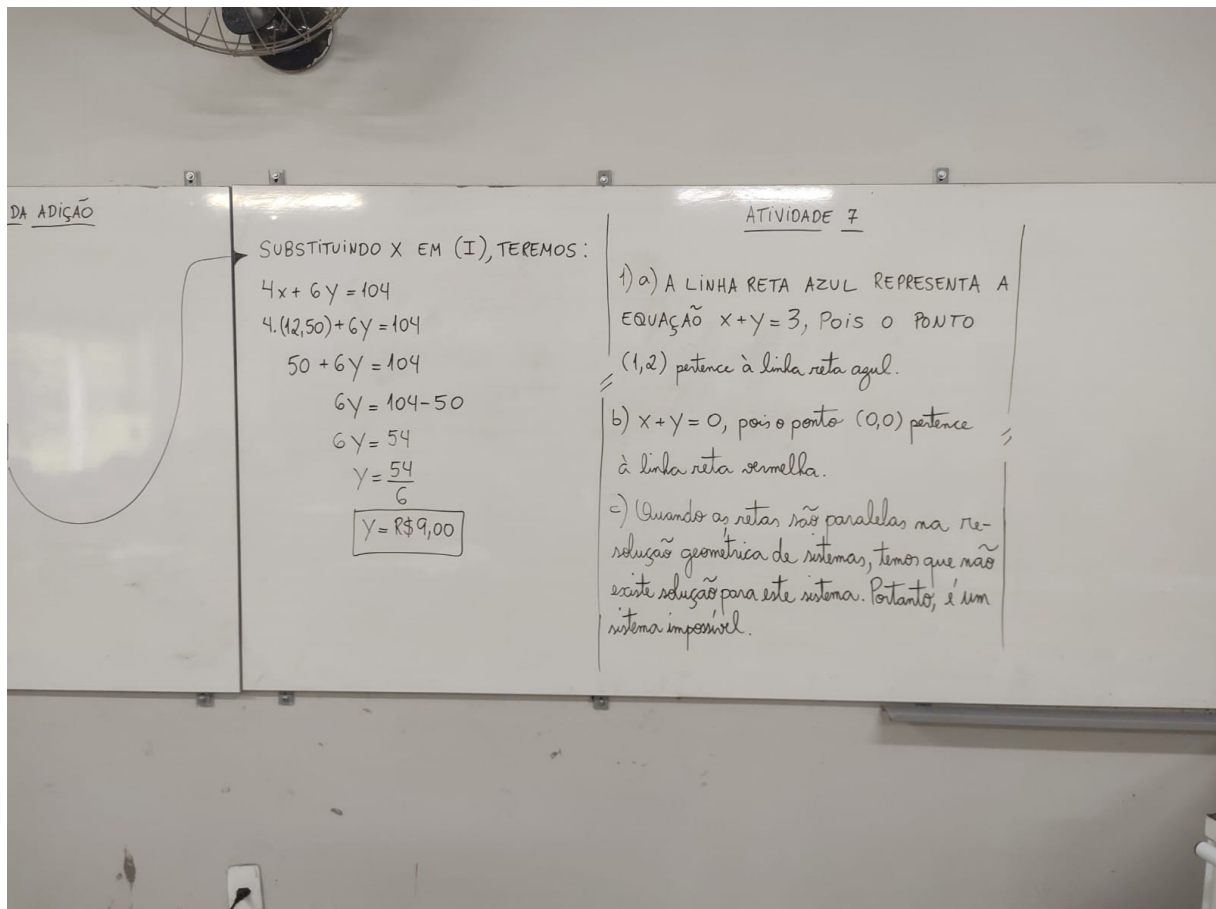 DA ADIÇÃO
SUBSTITUINDO X EM (I), TEREMOS:
4x + 6y = 104
4.(12,50) + 6y = 104
50 + 6y = 104
6y = 104-50
6y = 54
y = 54/6
y = R$9,00
ATIVIDADE 7
1) a) A LINHA RETA AZUL REPRESENTA A
EQUAÇÃO X+Y = 3, POIS O PONTO
(1,2) pertence à linha reta azul.
b) X+Y = 0, pois o ponto (0,0) pertence
à linha reta vermelha.
c) Quando as retas são paralelas na re-
solução geométrica de sistemas, temos que não
existe solução para este sistema. Portanto, é um
sistema impossível.